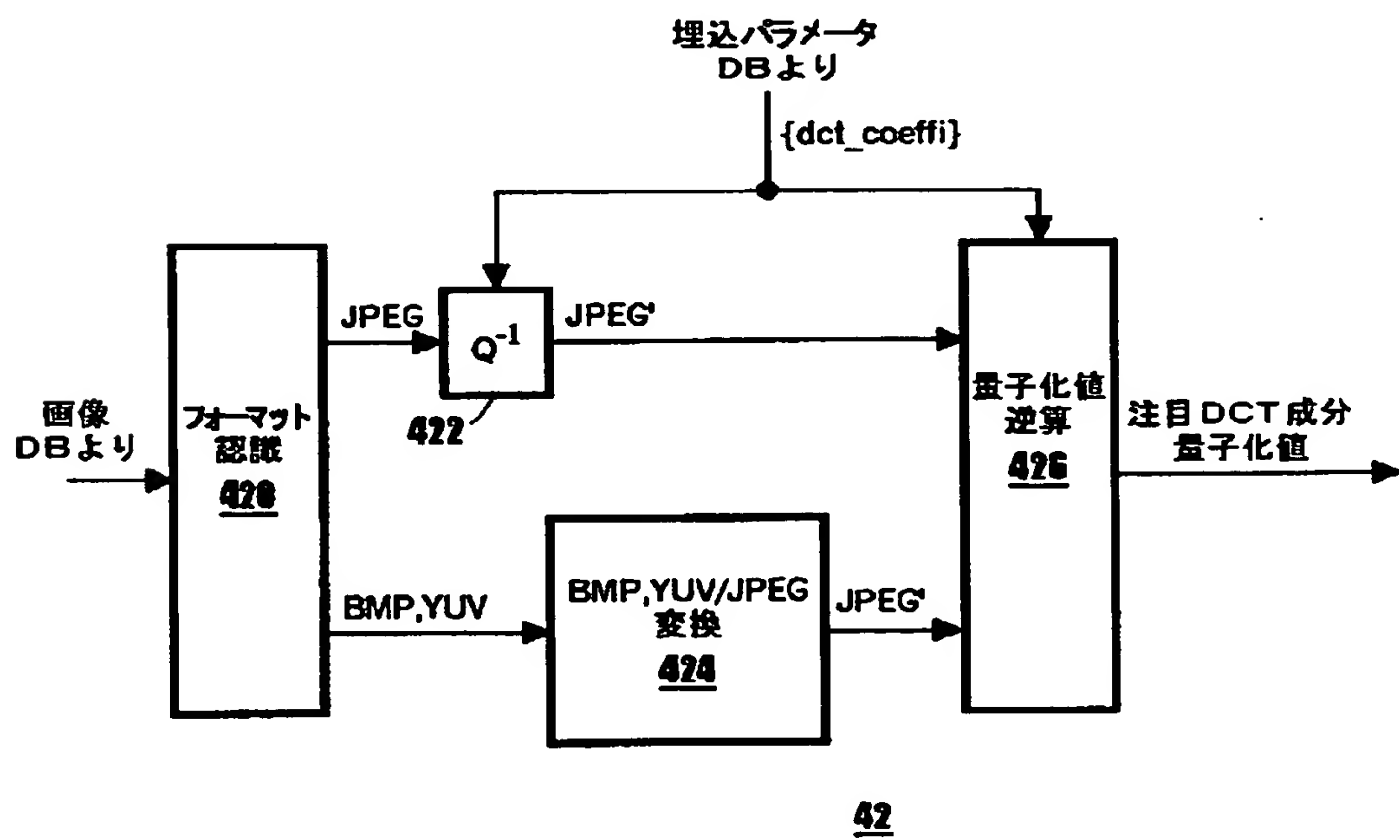 埋込パラメータ
DBより
{dct_coeffi}
JPEG
Q⁻¹
JPEG'
422
画像
DBより
フォーマット
認識
420
量子化値
逆算
426
注目DCT成分
量子化値
BMP,YUV
BMP,YUV/JPEG
変換
424
JPEG'
42